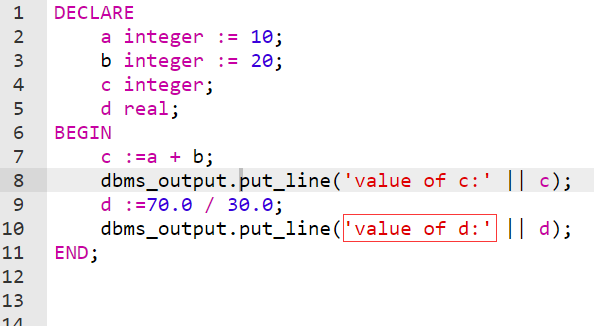 1 DECLARE
2     a integer := 10;
3     b integer := 20;
4     c integer;
5     d real;
6 BEGIN
7     c :=a + b;
8     dbms_output.put_line('value of c:' || c);
9     d :=70.0 / 30.0;
10     dbms_output.put_line('value of d:' || d);
11 END;
12
13
14